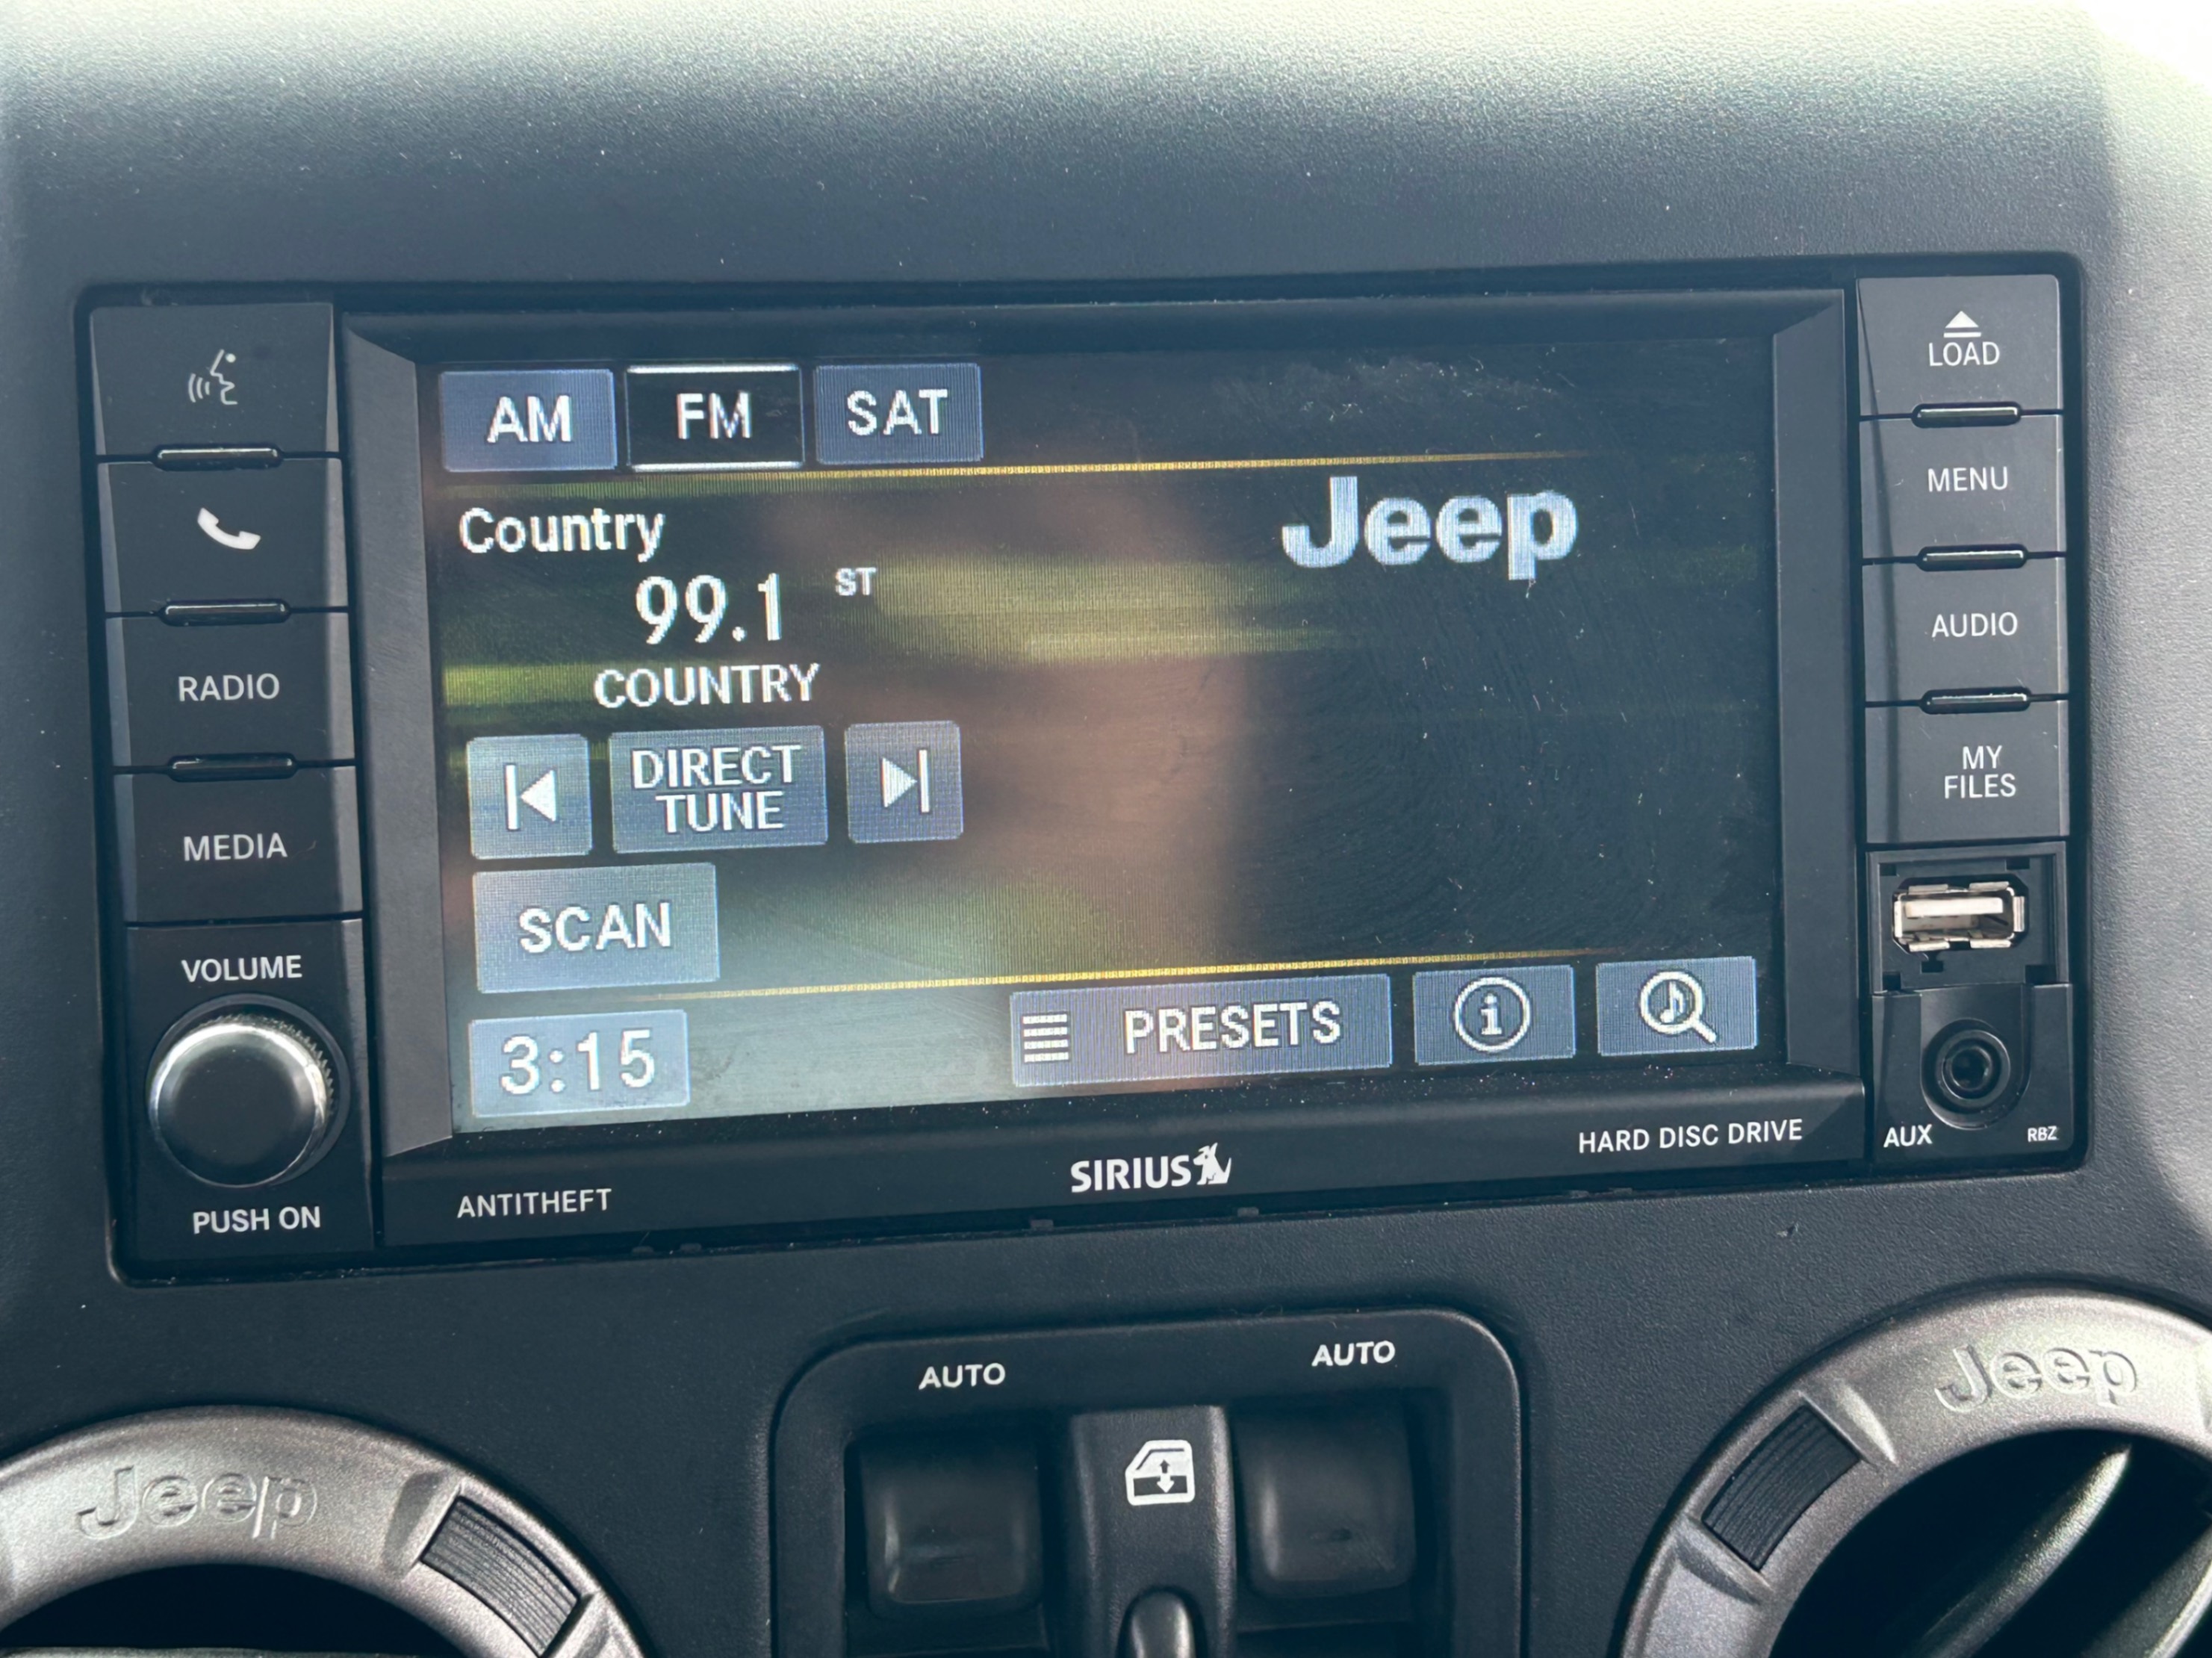 LOAD
AM FM SAT
MENU
Country
Jeep
99.1 ST
AUDIO
COUNTRY
RADIO
DIRECT
TUNE
MY
FILES
MEDIA
SCAN
VOLUME
3:15
PRESETS
i
PUSH ON
ANTITHEFT
SIRIUS
HARD DISC DRIVE
AUX
RBZ
AUTO
AUTO
Jeep
Jeep